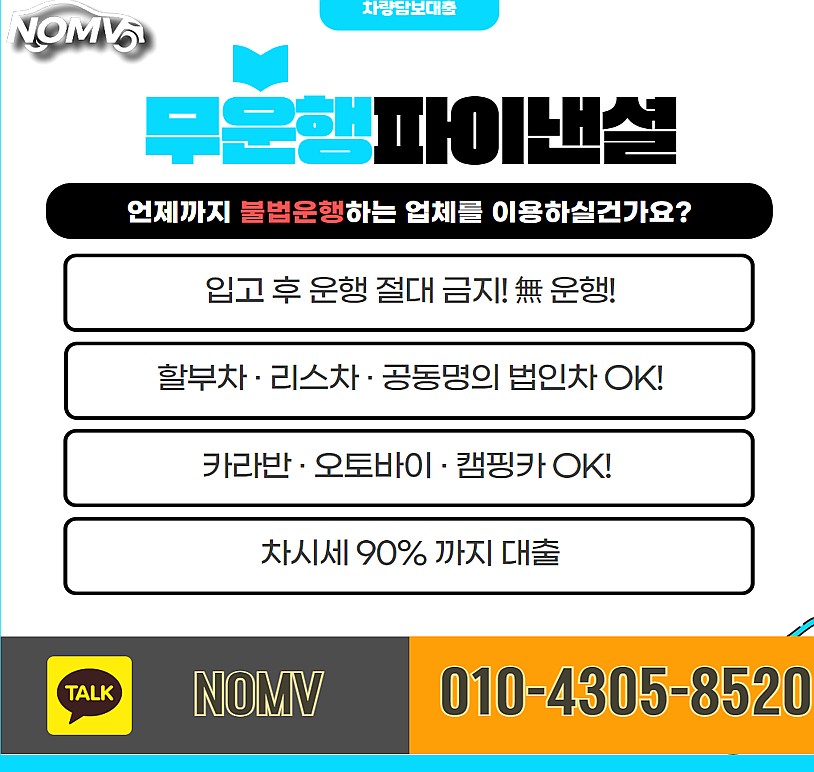 NOMV
차량담보대출
무운행파이낸셜
언제까지 불법운행하는 업체를 이용하실건가요?
입고 후 운행 절대 금지! 無 운행!
할부차 · 리스차 · 공동명의 법인차 OK!
카라반 · 오토바이 · 캠핑카 OK!
차시세 90% 까지 대출
TALK
NOMV
010-4305-8520